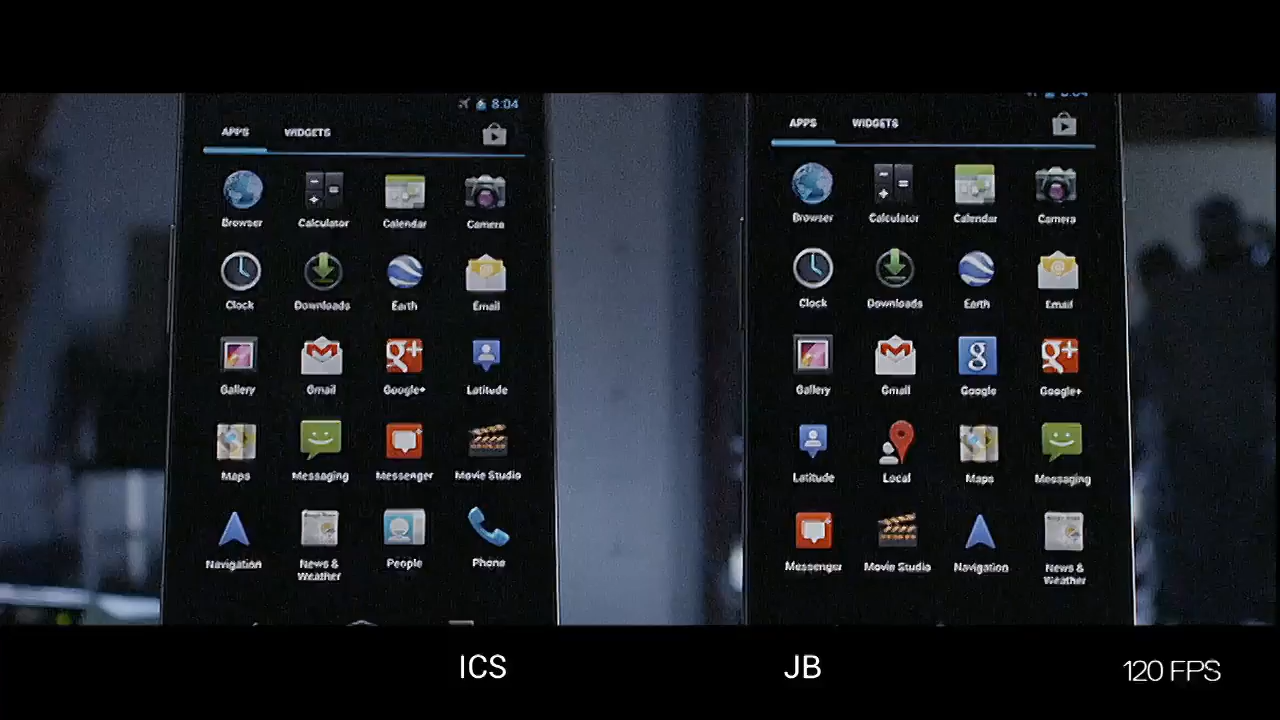 8:04
APPS WIDGETS
Browser Calculator Calendar Camera
Clock Downloads Earth Email
Gallery Gmail Google+ Latitude
Maps Messaging Messenger Movie Studio
Navigation News & Weather People Phone
8:04
APPS WIDGETS
Browser Calculator Calendar Camera
Clock Downloads Earth Email
Gallery Gmail Google Google+
Latitude Local Maps Messaging
Messenger Movie Studio Navigation News & Weather
ICS JB 120 FPS